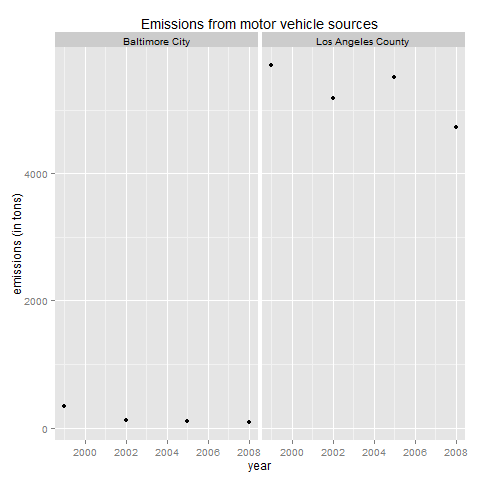 Emissions from motor vehicle sources
Baltimore City Los Angeles County
emissions (in tons)
4000
2000
0
2000 2002 2004 2006 2008 2000 2002 2004 2006 2008
year